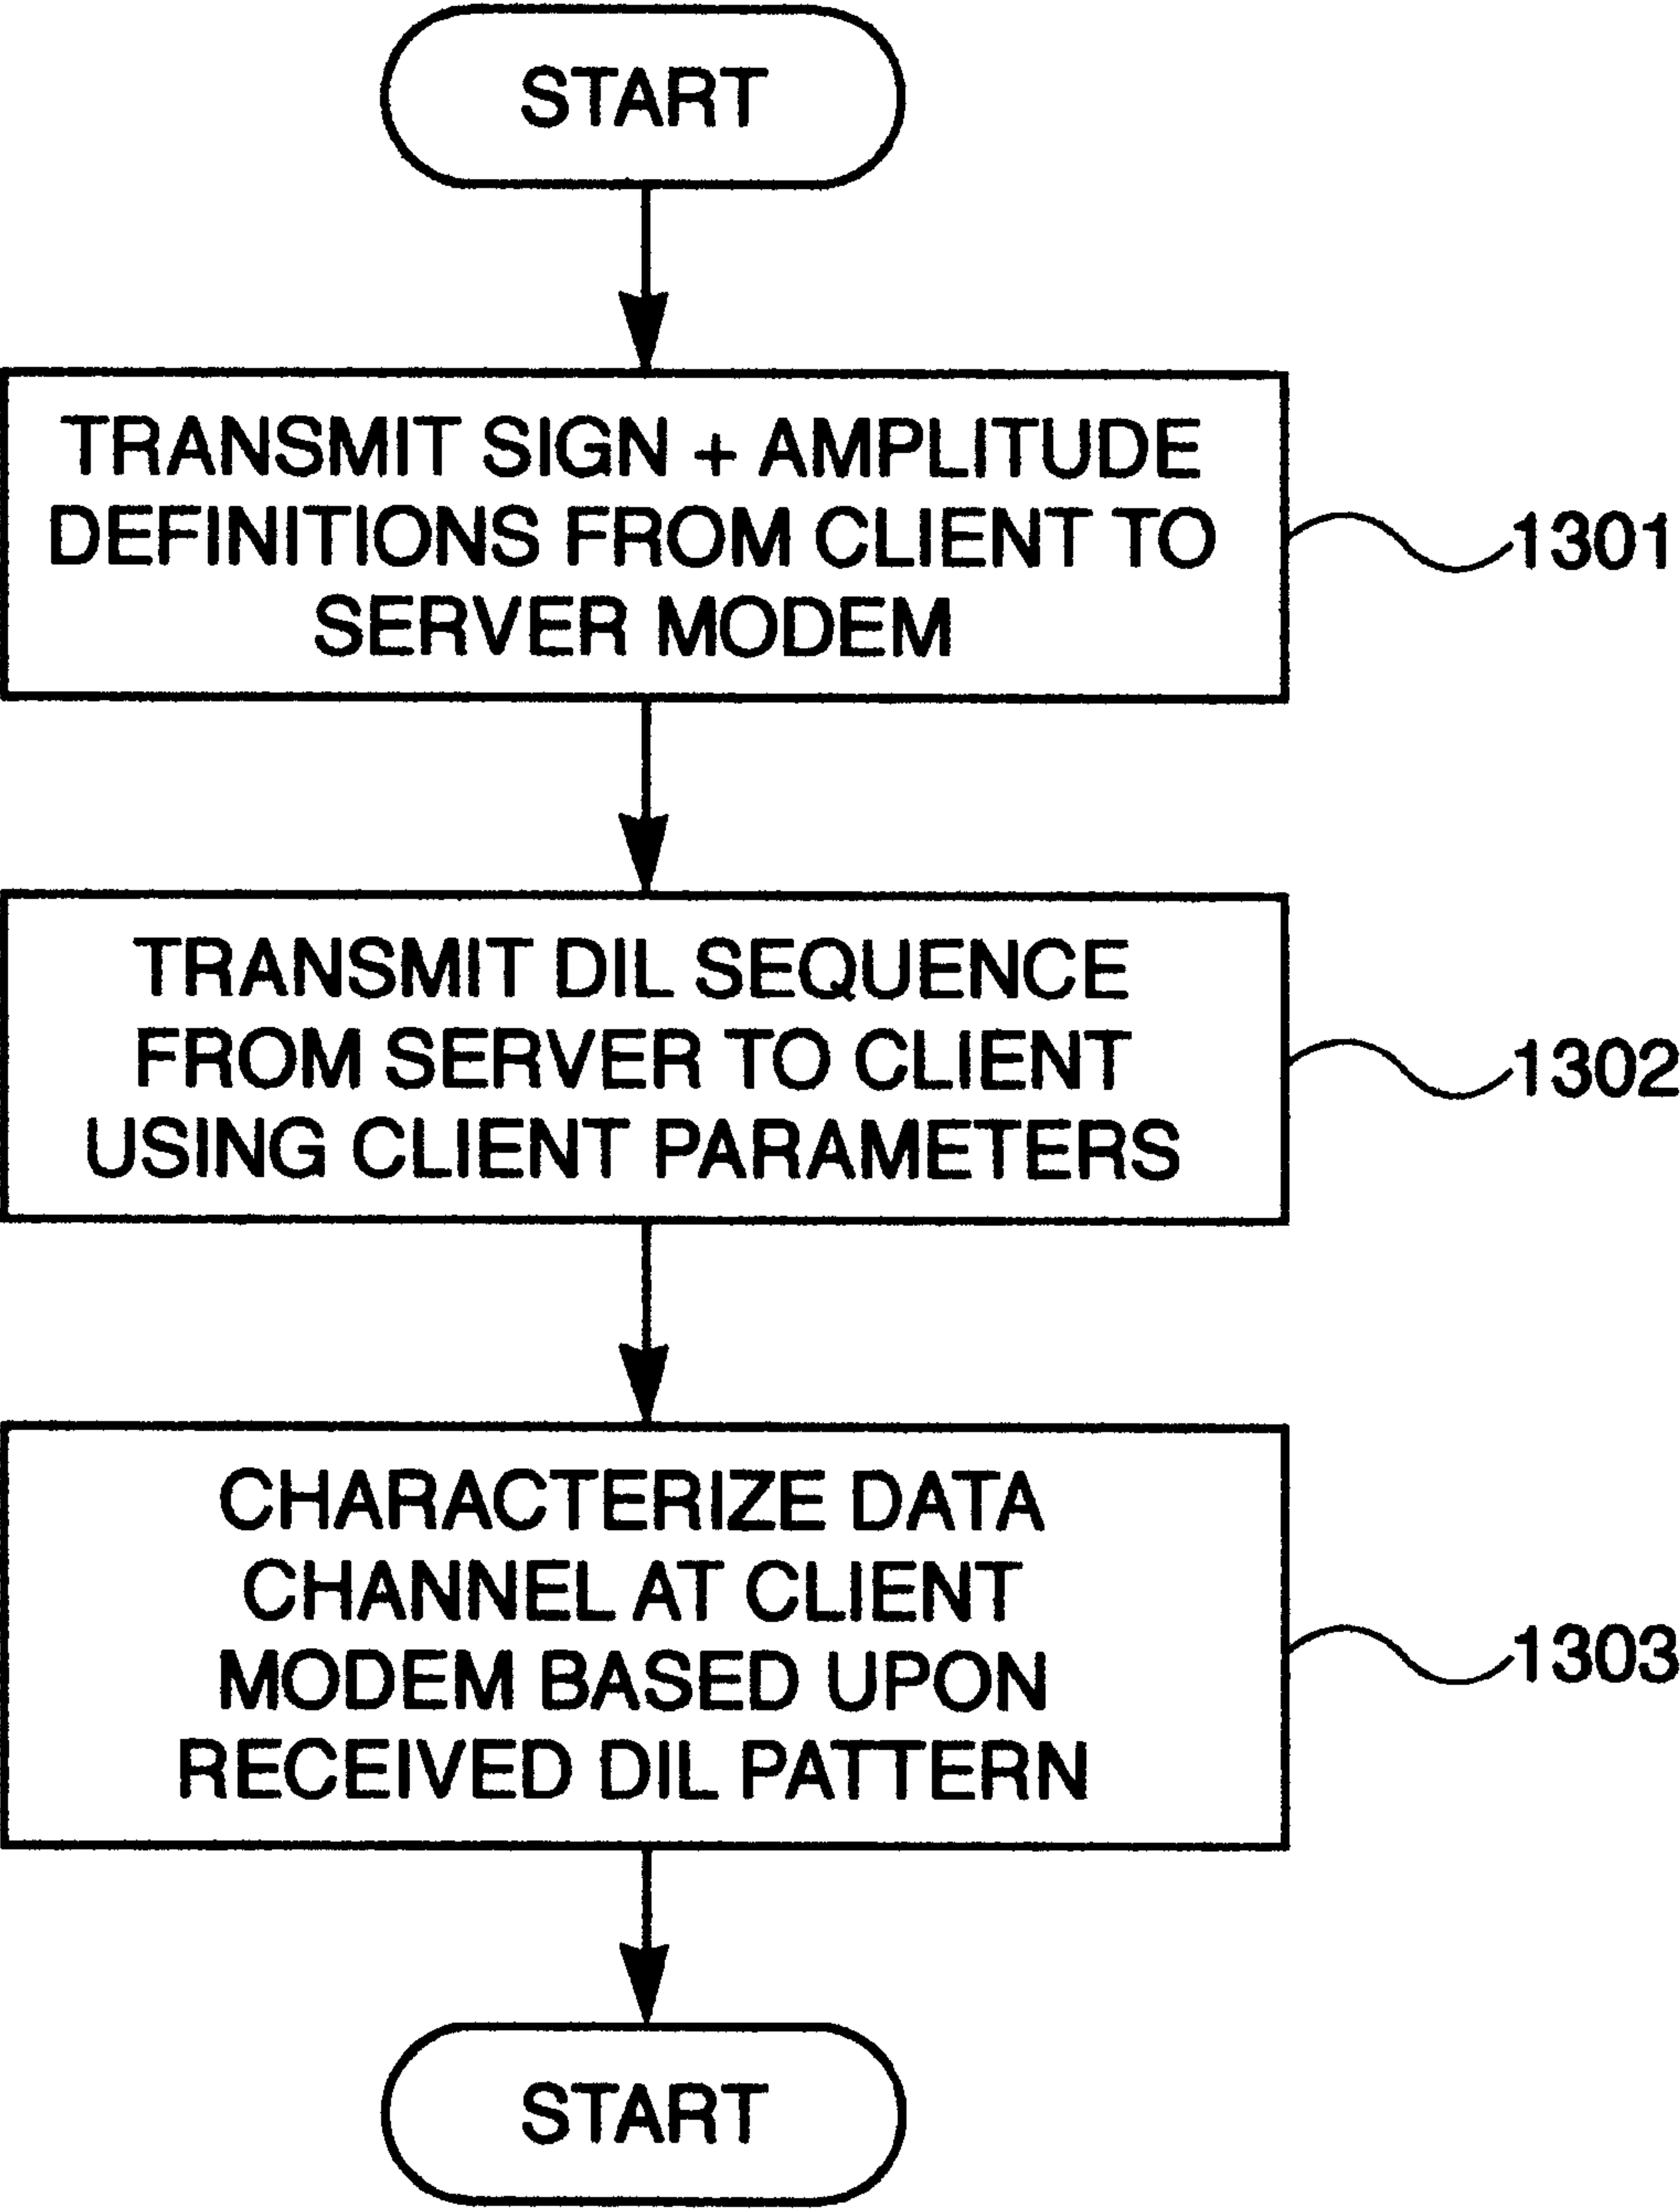 START
TRANSMIT SIGN + AMPLITUDE
DEFINITIONS FROM CLIENT TO
SERVER MODEM
1301
TRANSMIT DIL SEQUENCE
FROM SERVER TO CLIENT
USING CLIENT PARAMETERS
1302
CHARACTERIZE DATA
CHANNEL AT CLIENT
MODEM BASED UPON
RECEIVED DIL PATTERN
1303
START